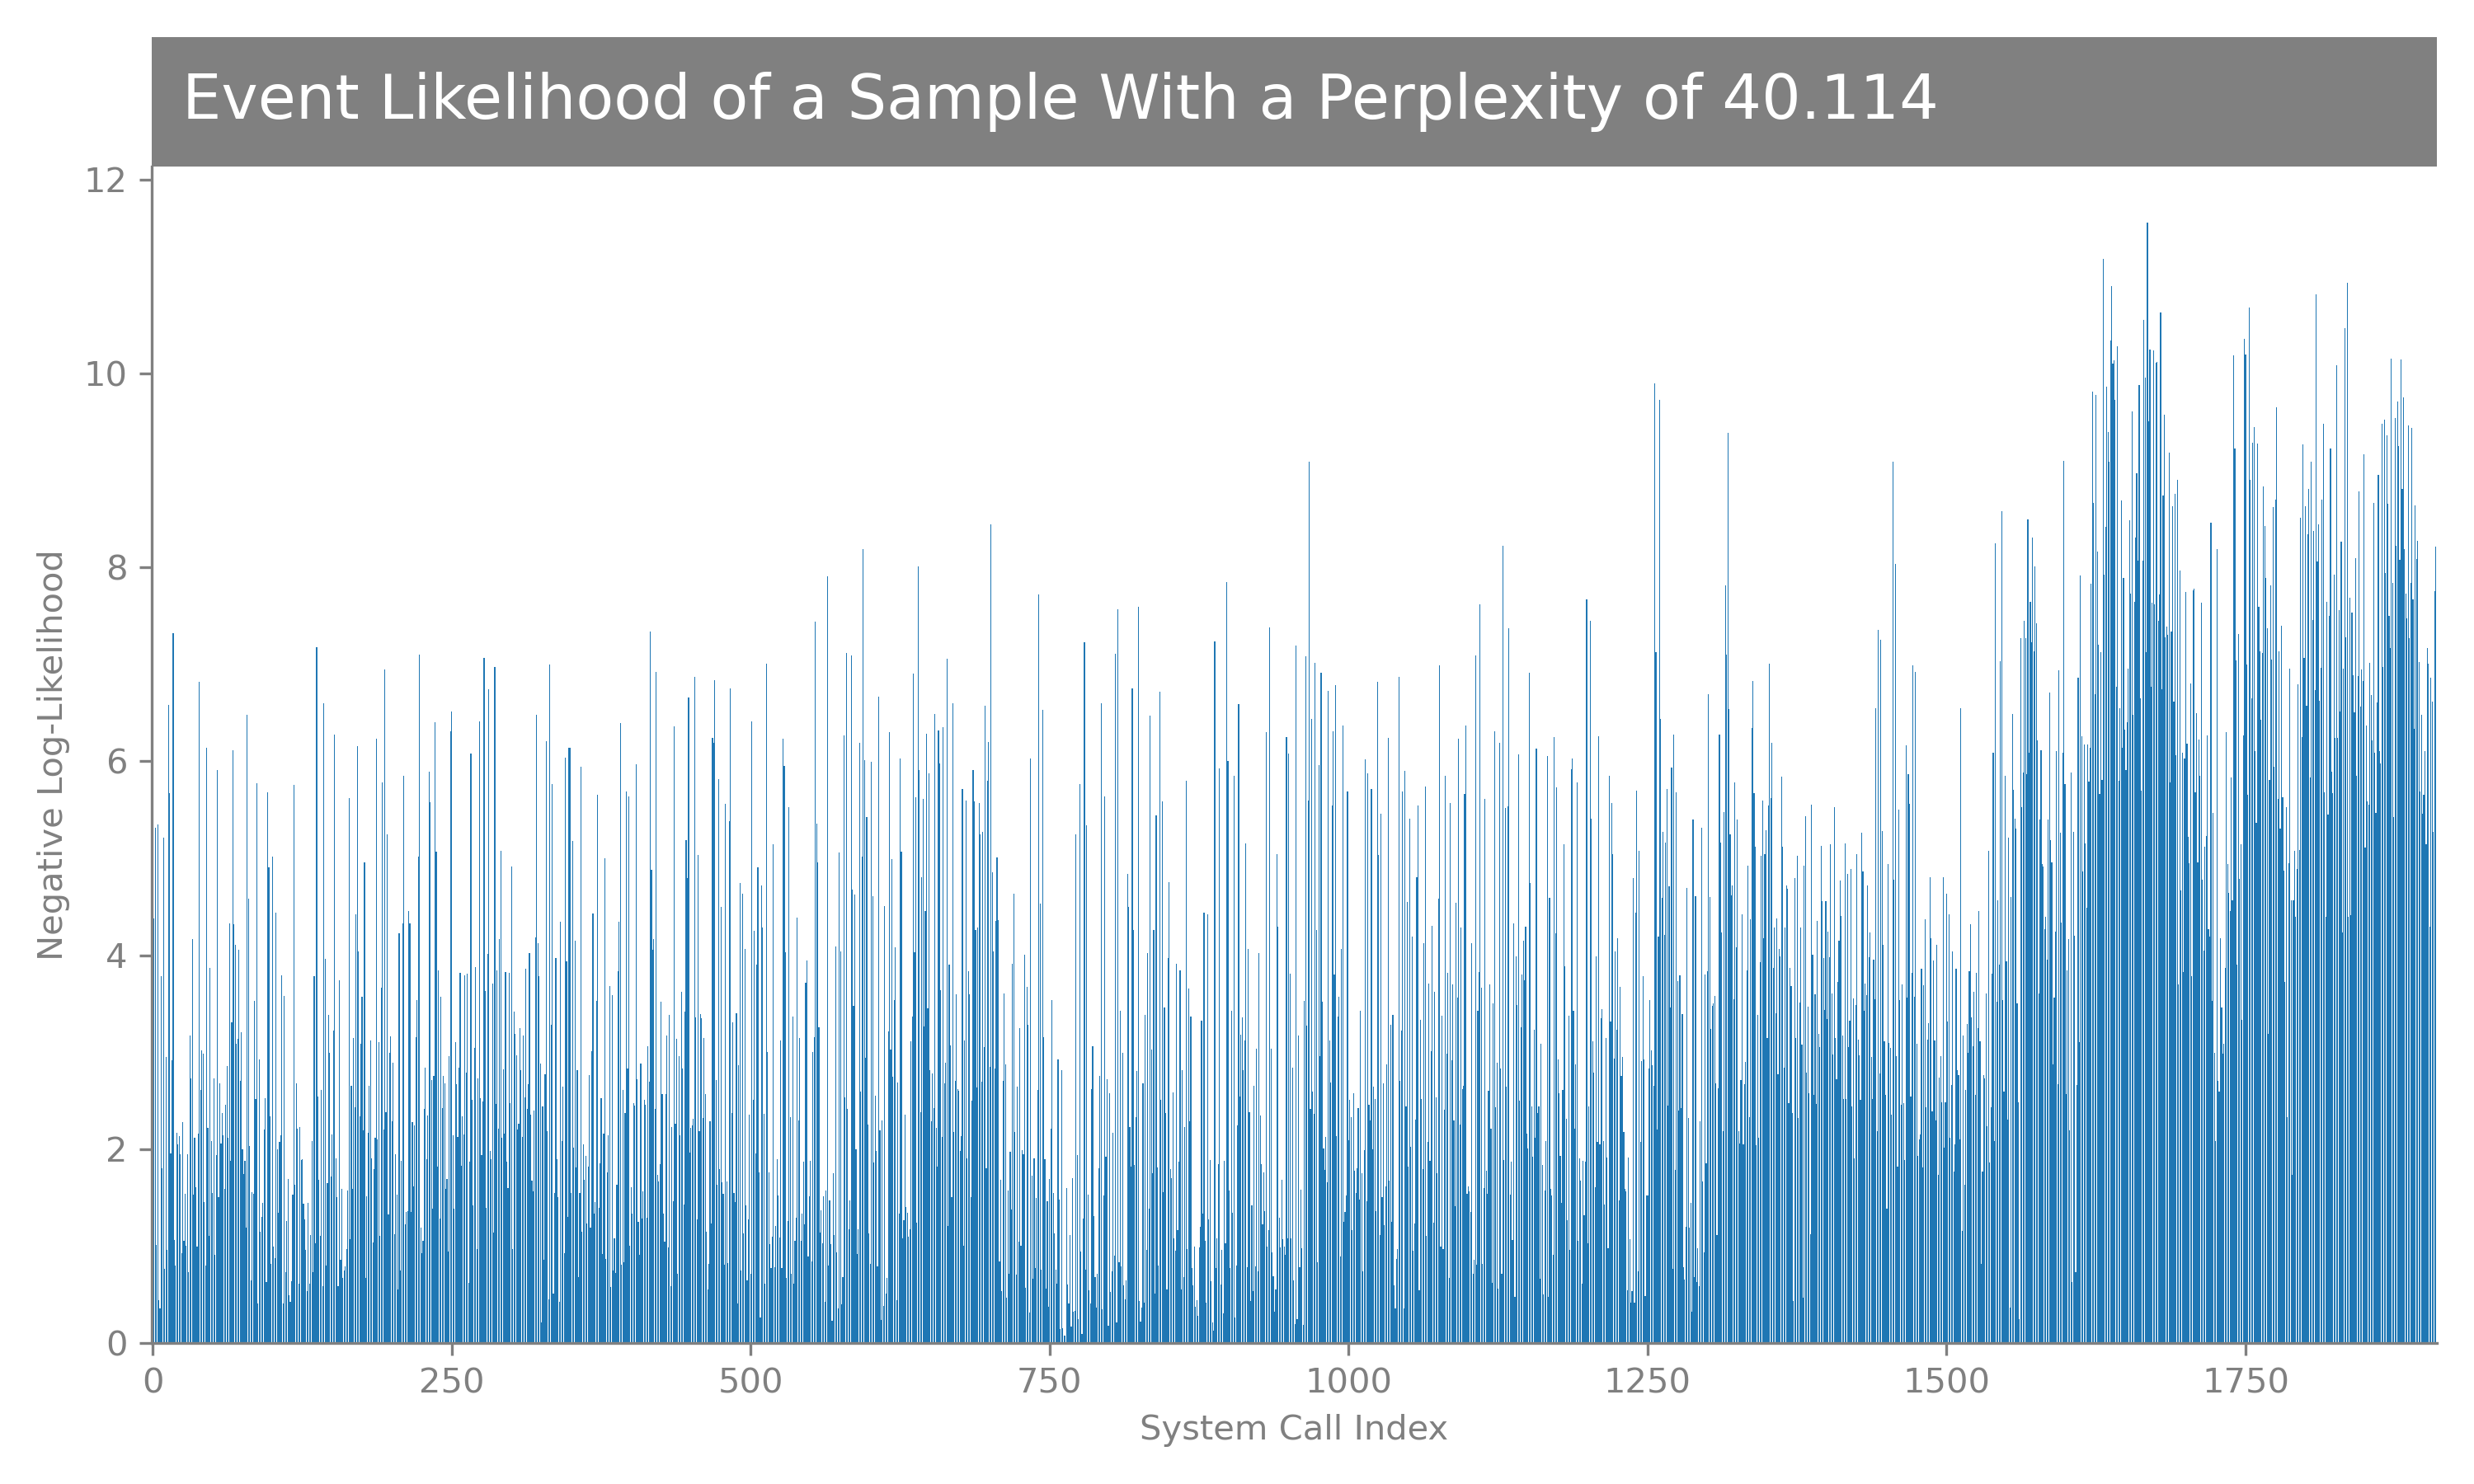 Event Likelihood of a Sample With a Perplexity of 40.114
12
10
8
6
4
2
0
Negative Log-Likelihood
0 250 500 750 1000 1250 1500 1750
System Call Index